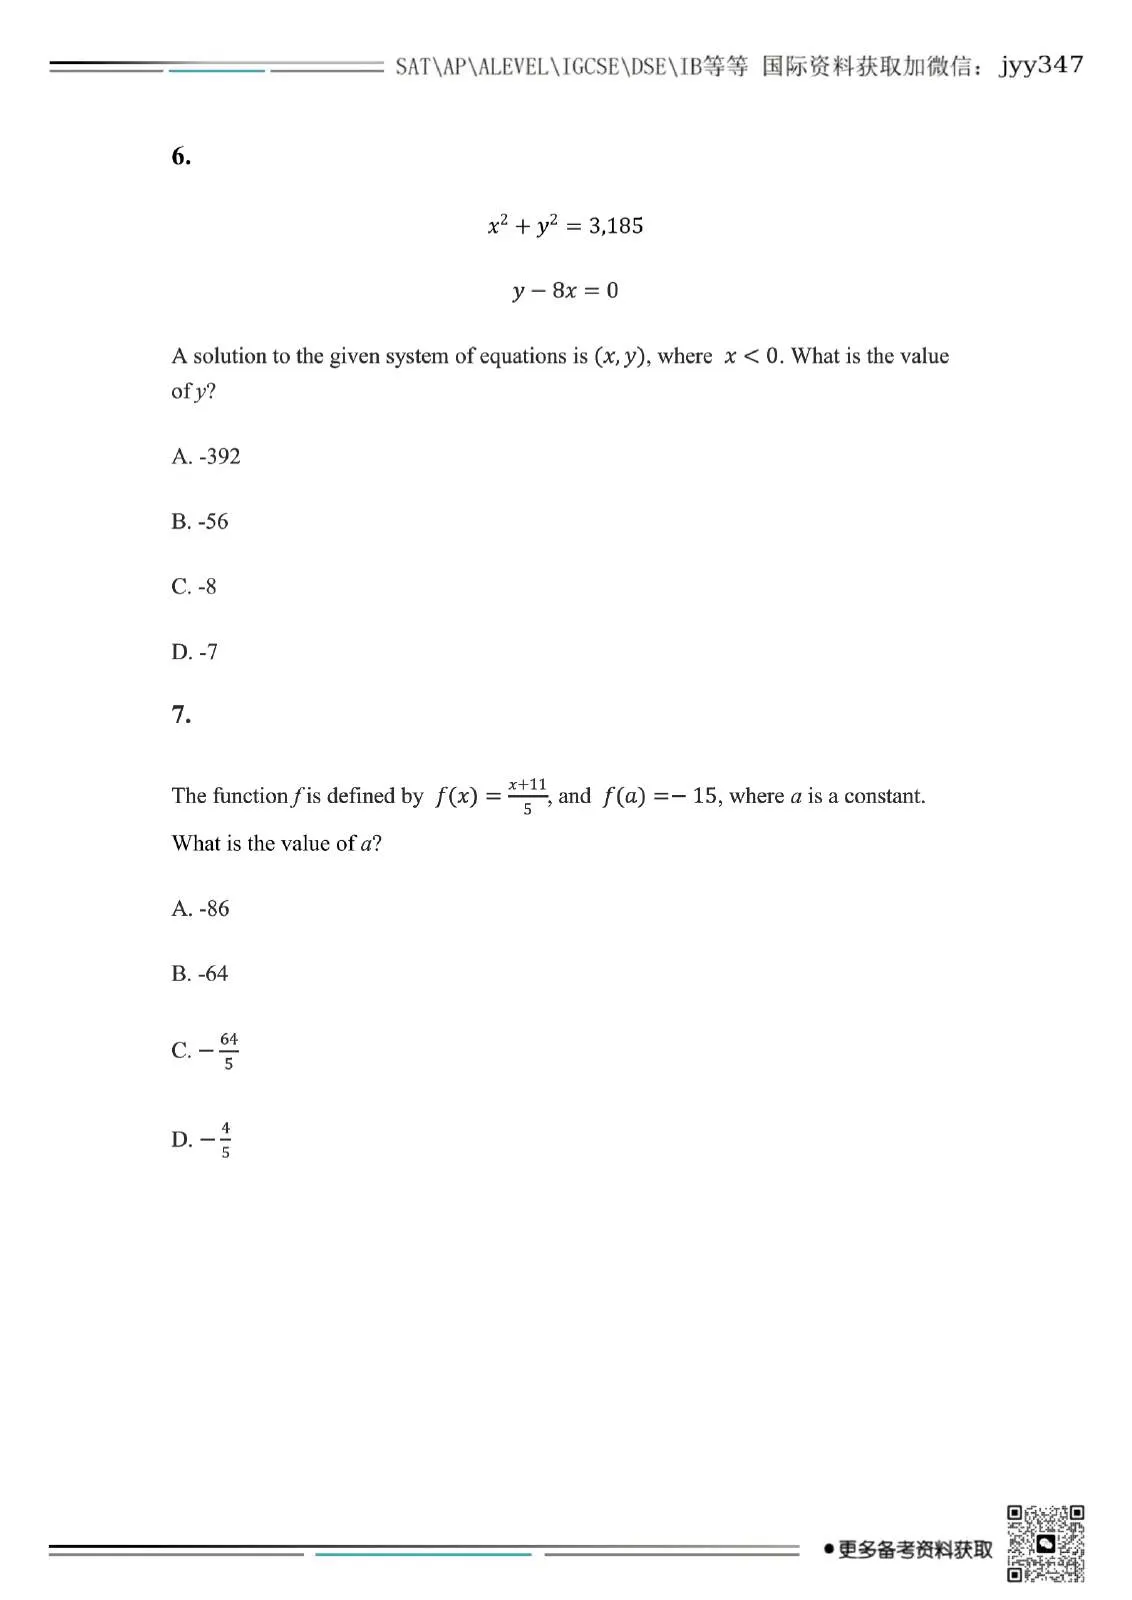 SAT\AP\ALEVEL\IGCSE\DSE\IB等等 国际资料获取加微信: jyy347
6.
x² + y² = 3,185
y − 8x = 0
A solution to the given system of equations is (x, y), where x < 0. What is the value
of y?
A. -392
B. -56
C. -8
D. -7
7.
The function f is defined by f(x) = x+11/5, and f(a) =− 15, where a is a constant.
What is the value of a?
A. -86
B. -64
C. −64/5
D. −4/5
●更多备考资料获取